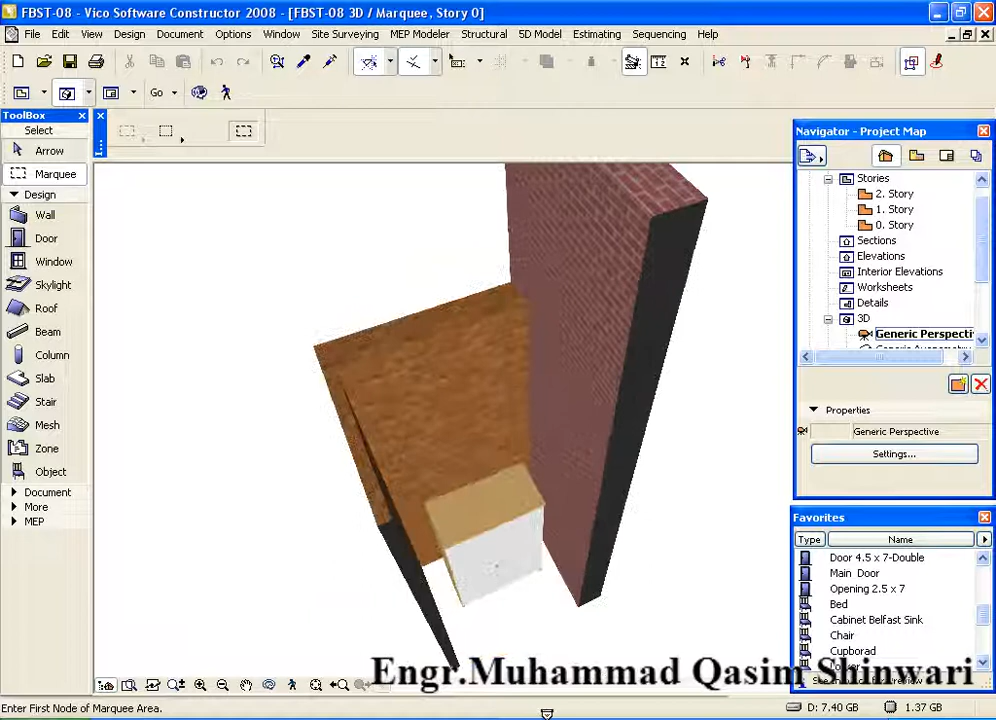 FBST-08 - Vico Software Constructor 2008 - [FBST-08 3D / Marquee, Story 0]
File Edit View Design Document Options Window Site Surveying MEP Modeler Structural 5D Model Estimating Sequencing Help
Go
ToolBox
Select
Arrow
Marquee
Design
Wall
Door
Window
Skylight
Roof
Beam
Column
Slab
Stair
Mesh
Zone
Object
Document
More
MEP
Navigator - Project Map
Stories
2. Story
1. Story
0. Story
Sections
Elevations
Interior Elevations
Worksheets
Details
3D
Generic Perspecti
Properties
Generic Perspective
Settings...
Favorites
Type Name
Door 4.5 x 7-Double
Main Door
Opening 2.5 x 7
Bed
Cabinet Belfast Sink
Chair
Cupborad
Engr.Muhammad Qasim Shinwari
Enter First Node of Marquee Area.
D: 7.40 GB 1.37 GB